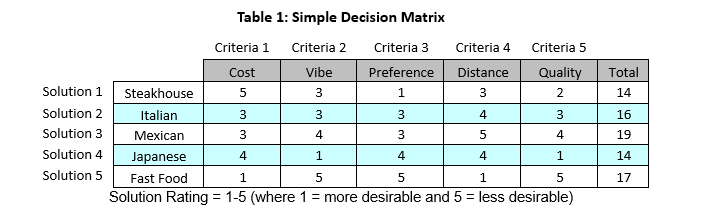 Table 1: Simple Decision Matrix
Criteria 1 Criteria 2 Criteria 3 Criteria 4 Criteria 5
Cost Vibe Preference Distance Quality Total
Solution 1 Steakhouse 5 3 1 3 2 14
Solution 2 Italian 3 3 3 4 3 16
Solution 3 Mexican 3 4 3 5 4 19
Solution 4 Japanese 4 1 4 4 1 14
Solution 5 Fast Food 1 5 5 1 5 17
Solution Rating = 1-5 (where 1 = more desirable and 5 = less desirable)